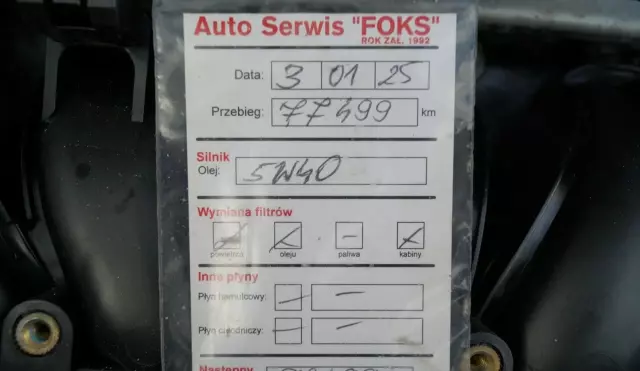 Auto Serwis "FOKS"
ROK ZAŁ. 1992
Data: 3 01 25
Przebieg: 77499 km
Silnik
Olej: 5W40
Wymiana filtrów
powietrza oleju paliwa kabiny
Inne płyny
Płyn hamulcowy: — —
Płyn chłodniczy: — —
Następny